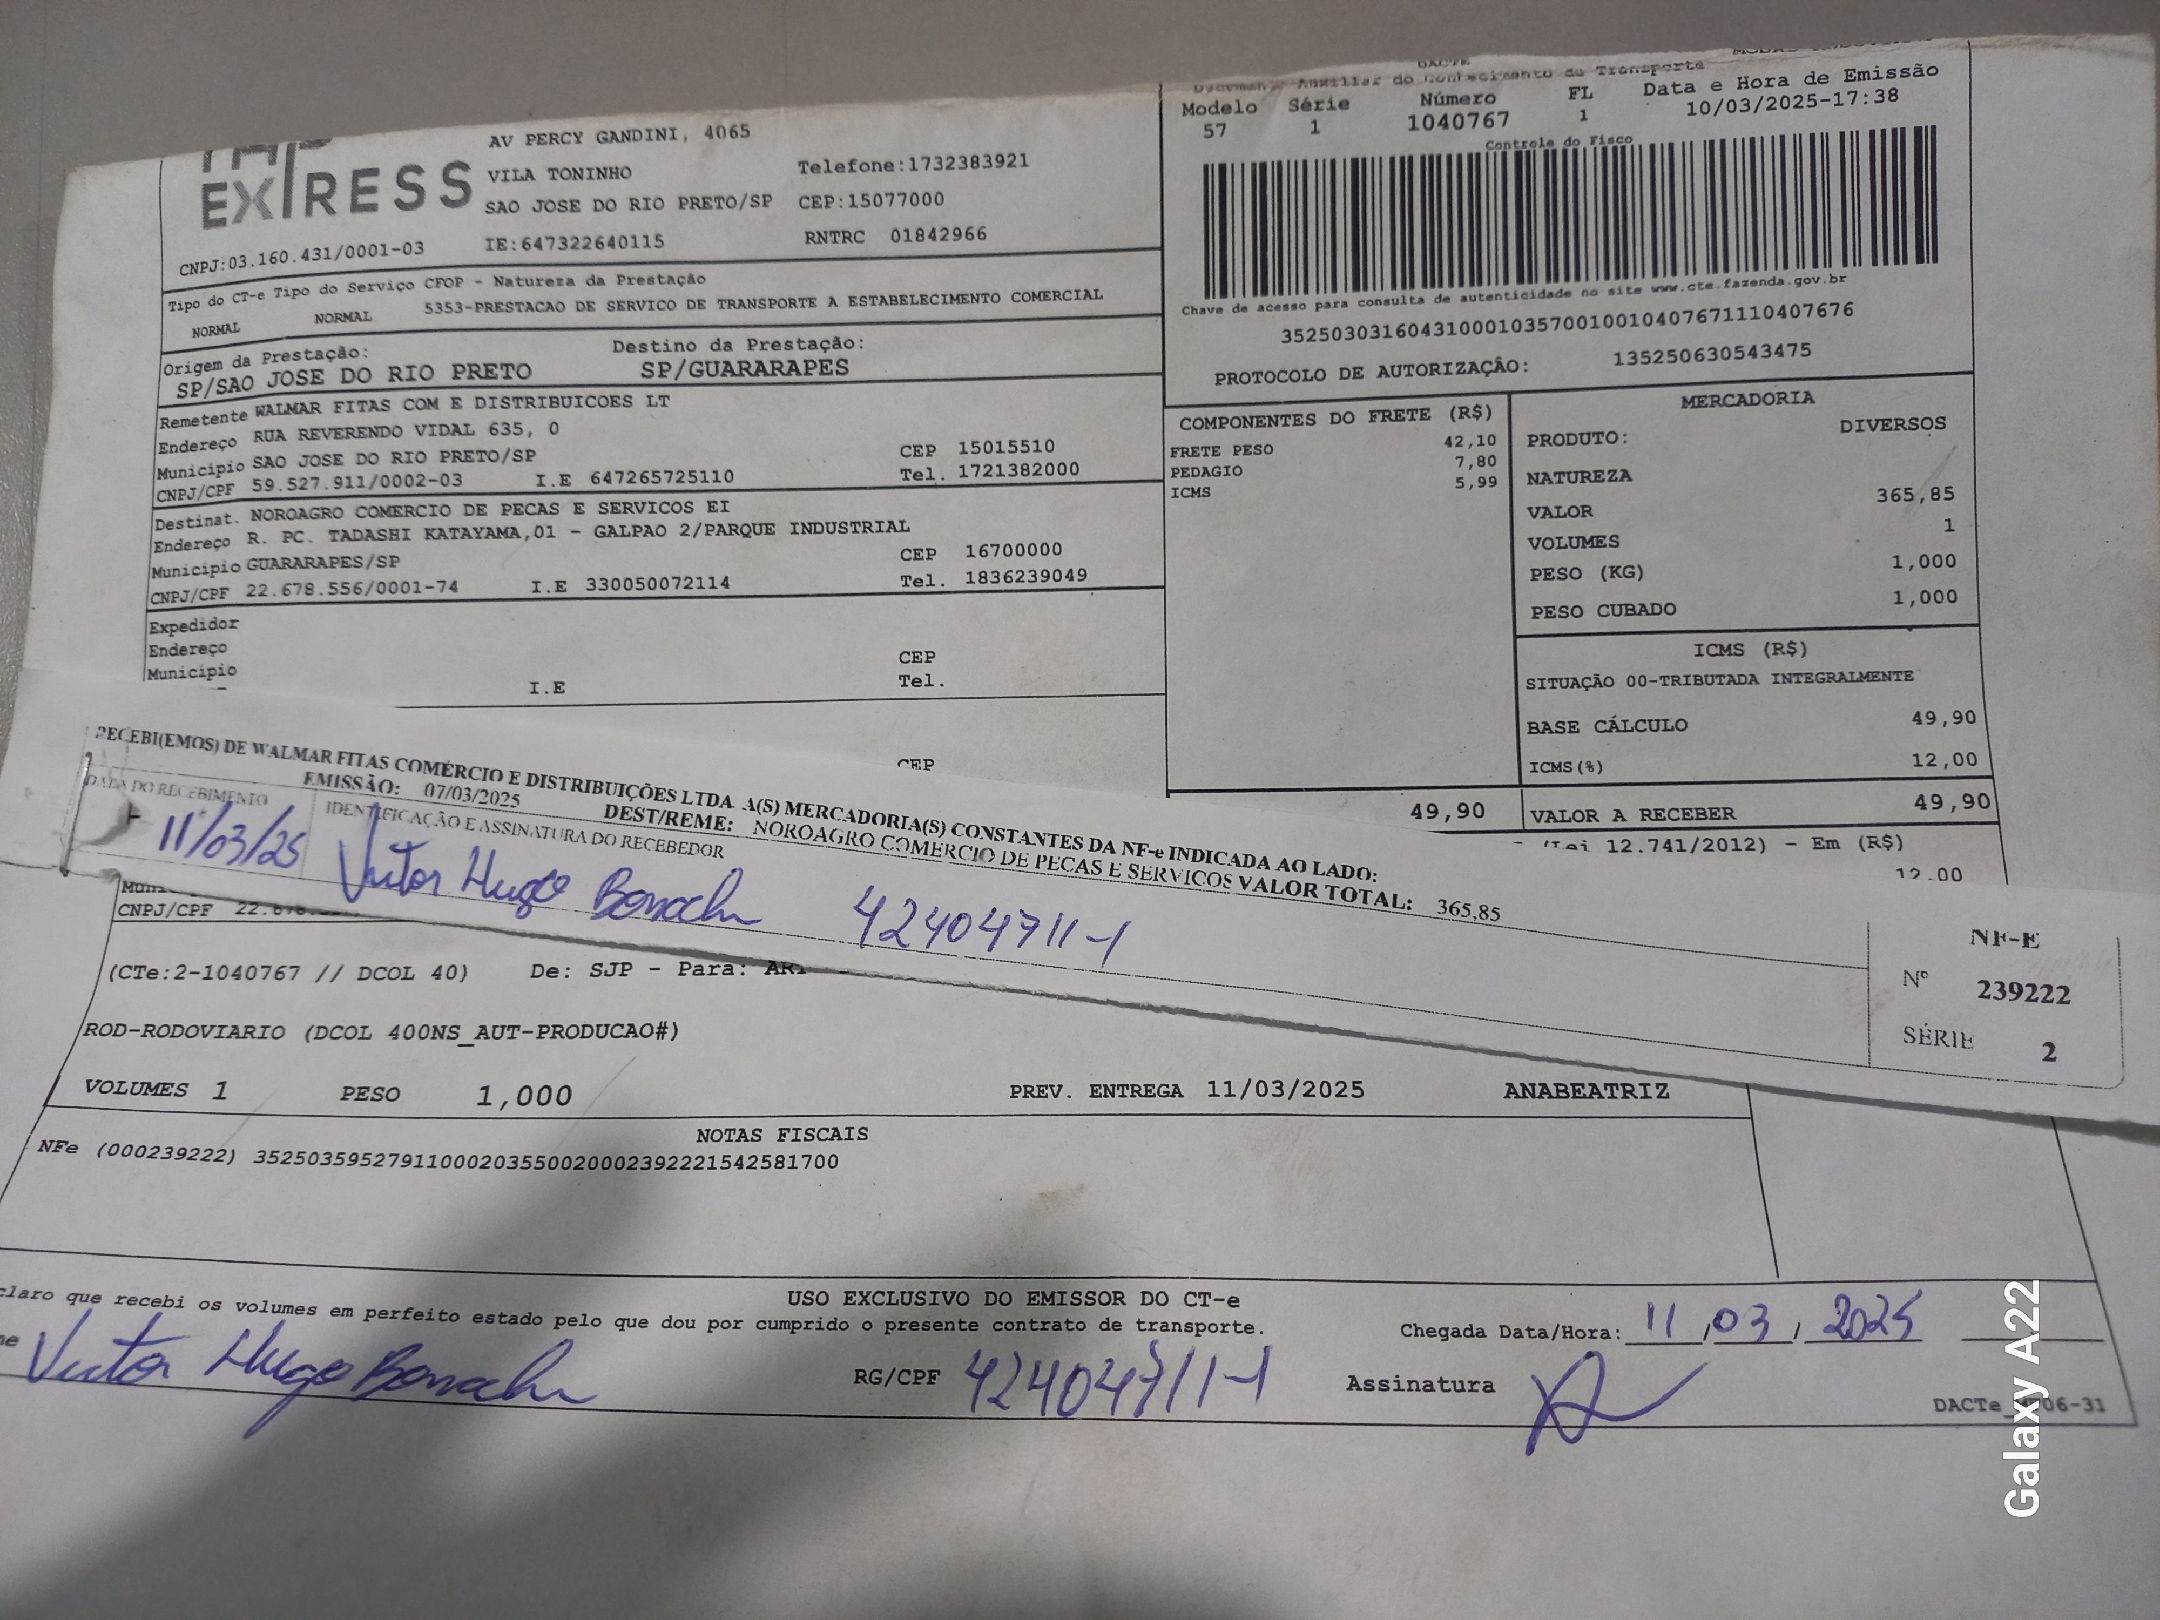 EXPRESS
AV PERCY GANDINI, 4065
VILA TONINHO
Telefone:1732383921
SAO JOSE DO RIO PRETO/SP CEP:15077000
CNPJ:03.160.431/0001-03 IE:647322640115 RNTRC 01842966
Tipo do CT-e Tipo do Serviço CFOP - Natureza da Prestação
NORMAL NORMAL 5353-PRESTACAO DE SERVICO DE TRANSPORTE A ESTABELECIMENTO COMERCIAL
Origem da Prestação: Destino da Prestação:
SP/SAO JOSE DO RIO PRETO SP/GUARARAPES
Remetente WALMAR FITAS COM E DISTRIBUICOES LT
Endereço RUA REVERENDO VIDAL 635, 0
Municipio SAO JOSE DO RIO PRETO/SP CEP 15015510
CNPJ/CPF 59.527.911/0002-03 I.E 647265725110 Tel. 1721382000
Destinat. NOROAGRO COMERCIO DE PECAS E SERVICOS EI
Endereço R. PC. TADASHI KATAYAMA,01 - GALPAO 2/PARQUE INDUSTRIAL
Municipio GUARARAPES/SP CEP 16700000
CNPJ/CPF 22.678.556/0001-74 I.E 330050072114 Tel. 1836239049
Expedidor
Endereço CEP
Municipio Tel.
I.E
CEP
DACTE
Auxiliar do Conhecimento de Transporte
Modelo Série Número FL Data e Hora de Emissão
57 1 1040767 1 10/03/2025-17:38
Controle do Fisco
Chave de acesso para consulta de autenticidade no site www.cte.fazenda.gov.br
35250303160431000103570010010407671110407676
PROTOCOLO DE AUTORIZAÇÃO: 135250630543475
COMPONENTES DO FRETE (R$)
FRETE PESO 42,10
PEDAGIO 7,80
ICMS 5,99
MERCADORIA
PRODUTO: DIVERSOS
NATUREZA
VALOR 365,85
VOLUMES 1
PESO (KG) 1,000
PESO CUBADO 1,000
ICMS (R$)
SITUAÇÃO 00-TRIBUTADA INTEGRALMENTE
BASE CÁLCULO 49,90
ICMS(%) 12,00
49,90 VALOR A RECEBER 49,90
(Lei 12.741/2012) - Em (R$)
12.00
RECEBI(EMOS) DE WALMAR FITAS COMÉRCIO E DISTRIBUIÇÕES LTDA A(S) MERCADORIA(S) CONSTANTES DA NF-e INDICADA AO LADO:
EMISSÃO: 07/03/2025 DEST/REME: NOROAGRO COMERCIO DE PECAS E SERVICOS VALOR TOTAL: 365,85
DATA DO RECEBIMENTO IDENTIFICAÇÃO E ASSINATURA DO RECEBEDOR
11/03/25 Victor Hugo 42404711-1
NF-E
Nº 239222
SÉRIE 2
CNPJ/CPF
(CTe:2-1040767 // DCOL 40) De: SJP - Para:
ROD-RODOVIARIO (DCOL 400NS_AUT-PRODUCAO#)
VOLUMES 1 PESO 1,000 PREV. ENTREGA 11/03/2025 ANABEATRIZ
NOTAS FISCAIS
NFe (000239222) 35250359527911000203550020002392221542581700
USO EXCLUSIVO DO EMISSOR DO CT-e
claro que recebi os volumes em perfeito estado pelo que dou por cumprido o presente contrato de transporte.
Chegada Data/Hora: 11/03/2025
Victor Hugo RG/CPF 42404711-1 Assinatura
Galaxy A22